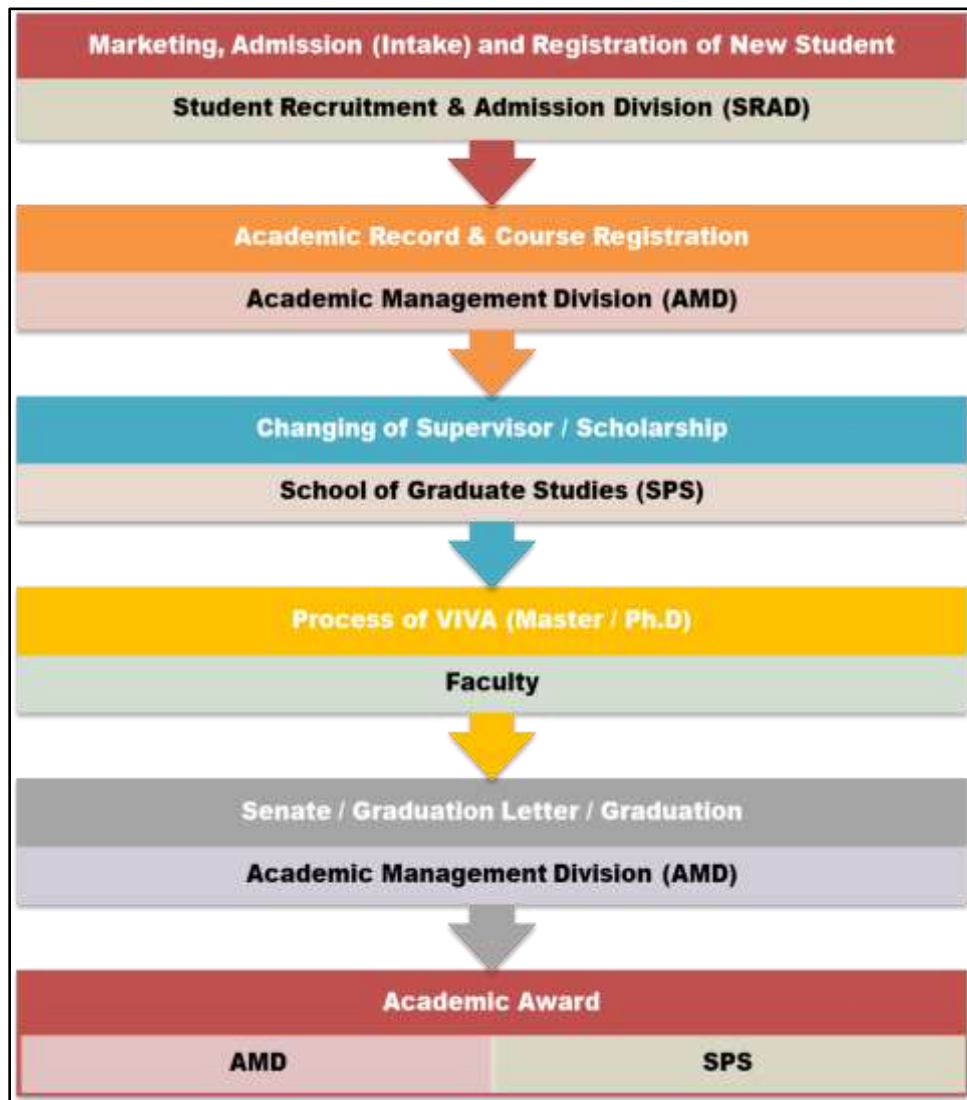 Marketing, Admission (Intake) and Registration of New Student
Student Recruitment & Admission Division (SRAD)
Academic Record & Course Registration
Academic Management Division (AMD)
Changing of Supervisor / Scholarship
School of Graduate Studies (SPS)
Process of VIVA (Master / Ph.D)
Faculty
Senate / Graduation Letter / Graduation
Academic Management Division (AMD)
Academic Award
AMD
SPS